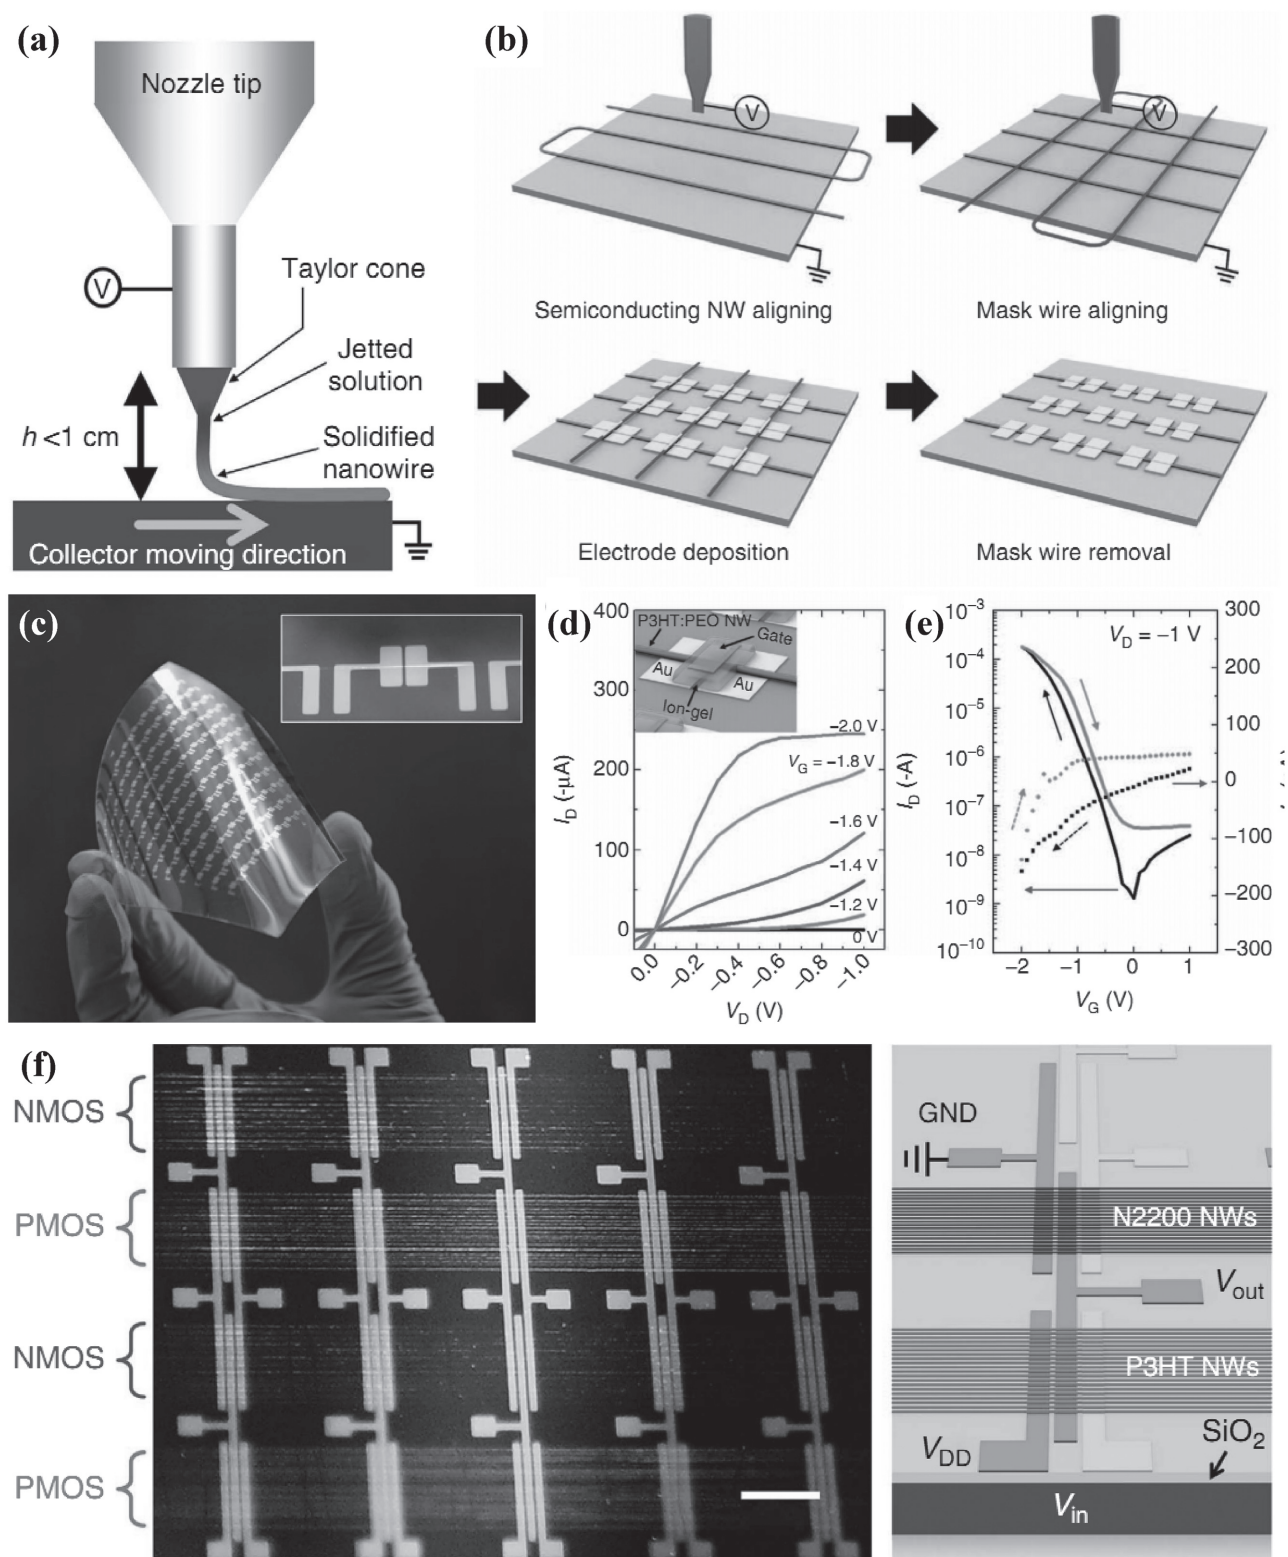 (a)
Nozzle tip
V
Taylor cone
Jetted
solution
h <1 cm
Solidified
nanowire
Collector moving direction
(b)
V
V
Semiconducting NW aligning
Mask wire aligning
Electrode deposition
Mask wire removal
(c)
(d)
400
300
200
100
0
I_D (-μA)
P3HT:PEO NW
Gate
Au
Au
Ion-gel
−2.0 V
V_G = −1.8 V
−1.6 V
−1.4 V
−1.2 V
0 V
0.0
−0.2
−0.4
−0.6
−0.8
−1.0
V_D (V)
(e)
V_D = −1 V
10⁻³
10⁻⁴
10⁻⁵
10⁻⁶
10⁻⁷
10⁻⁸
10⁻⁹
10⁻¹⁰
I_D (-A)
300
200
100
0
−100
−200
−300
−2
−1
0
1
V_G (V)
(f)
NMOS
PMOS
NMOS
PMOS
GND
N2200 NWs
V_out
P3HT NWs
V_DD
SiO₂
V_in